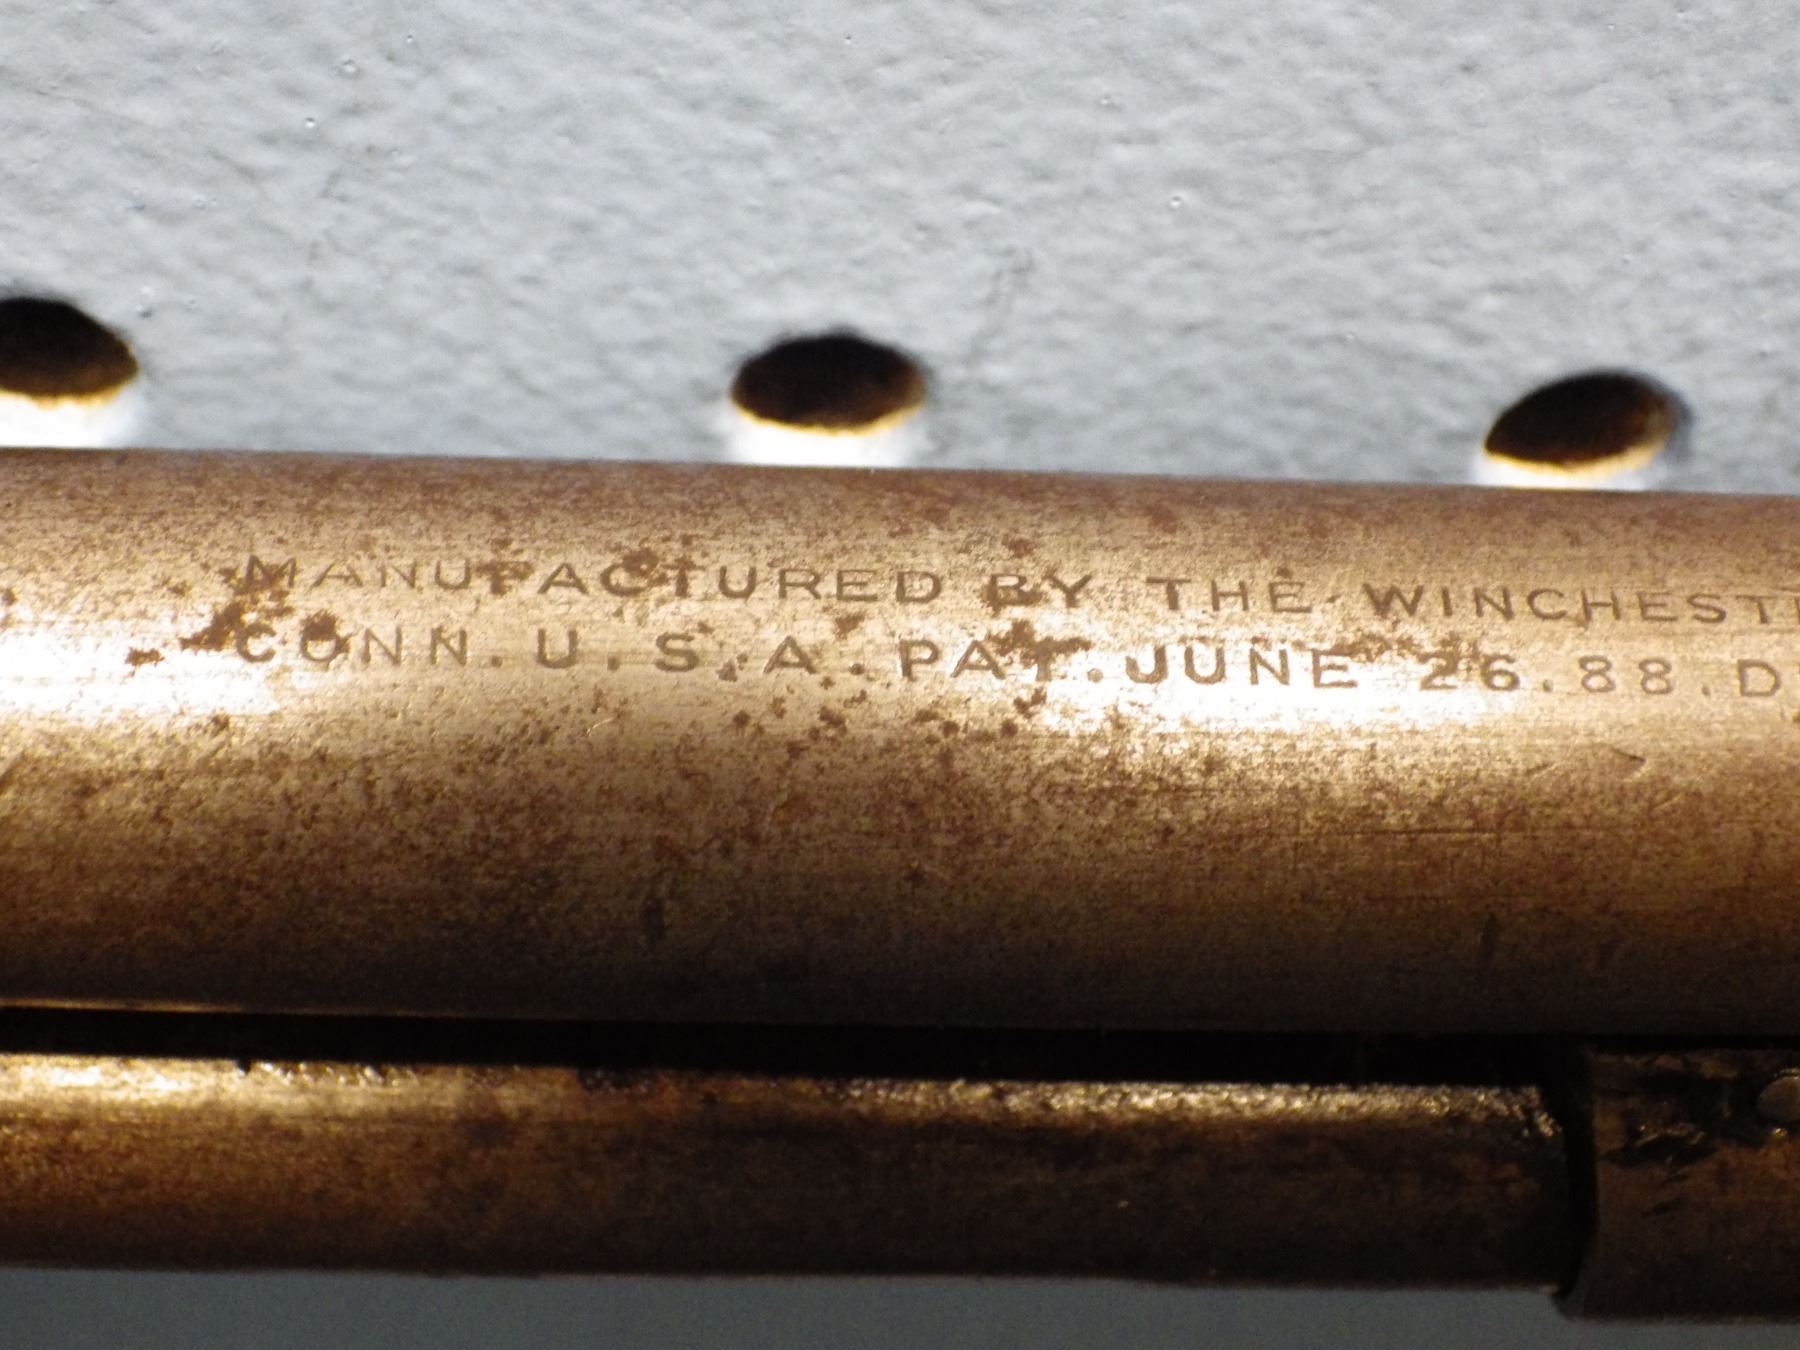 MANUFACTURED BY THE WINCHEST
CONN. U.S.A. PAT. JUNE 26.88. D